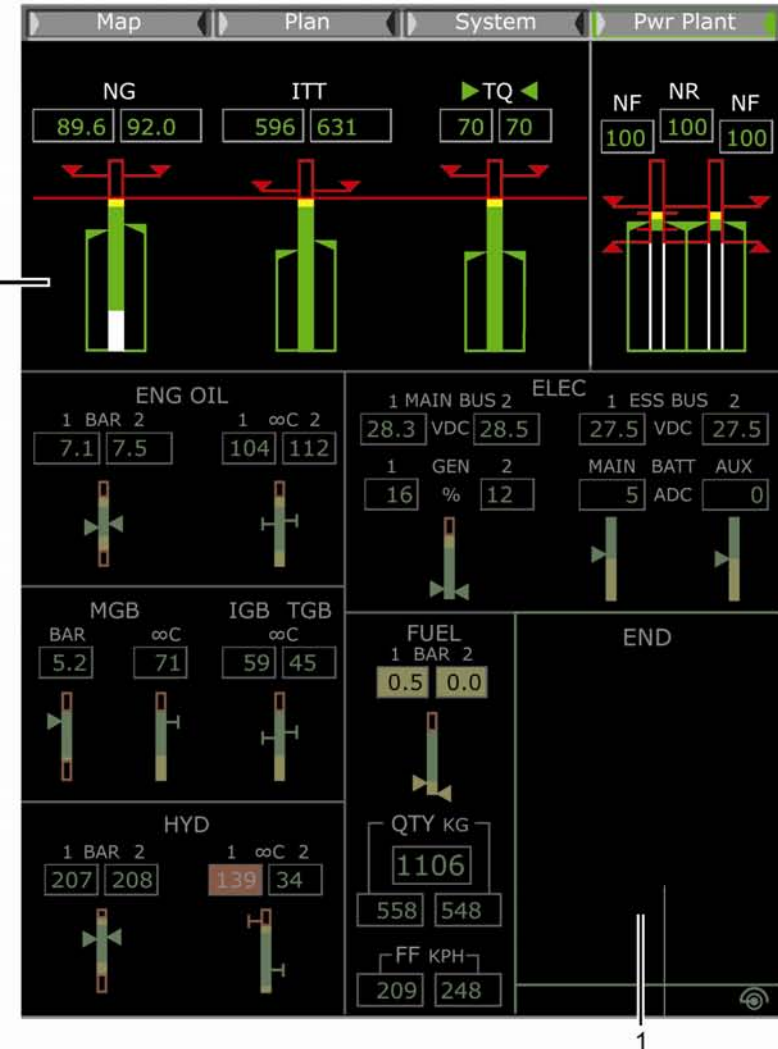 Map Plan System Pwr Plant
NG ITT TQ NF NR NF
89.6 92.0 596 631 70 70 100 100 100
ENG OIL
1 BAR 2 1 ∞C 2
7.1 7.5 104 112
ELEC
1 MAIN BUS 2 1 ESS BUS 2
28.3 VDC 28.5 27.5 VDC 27.5
1 GEN 2 MAIN BATT AUX
16 % 12 5 ADC 0
MGB IGB TGB
BAR ∞C ∞C
5.2 71 59 45
FUEL
1 BAR 2
0.5 0.0
END
HYD
1 BAR 2 1 ∞C 2
207 208 139 34
QTY KG
1106
558 548
FF KPH
209 248
1